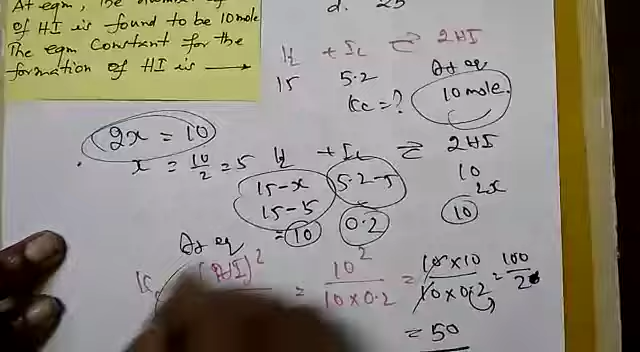 At eqm, The
of HI is found to be 10 mole
The eqm Constant for the
formation of HI is →
d. 25
H₂ + I₂ ⇌ 2HI
15 5.2 At eq
Kc = ? 10 mole.
2x = 10
x = 10/2 = 5 H₂ + I₂ ⇌ 2HI
15-x 5.2-5 10
15-5 2x
= 10 0.2 10
At eq
(HI)² = 10² / 10×0.2 = 10×10 / 10×0.2 = 100/2
= 50